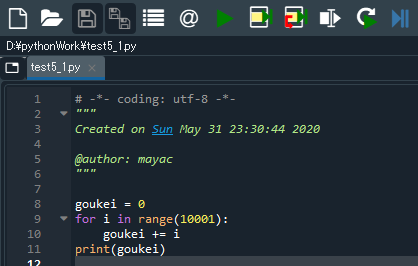 D:¥pythonWork¥test5_1.py
test5_1.py
1 # -*- coding: utf-8 -*-
2 """
3 Created on Sun May 31 23:30:44 2020
4
5 @author: mayac
6 """
7
8 goukei = 0
9 for i in range(10001):
10     goukei += i
11 print(goukei)
12